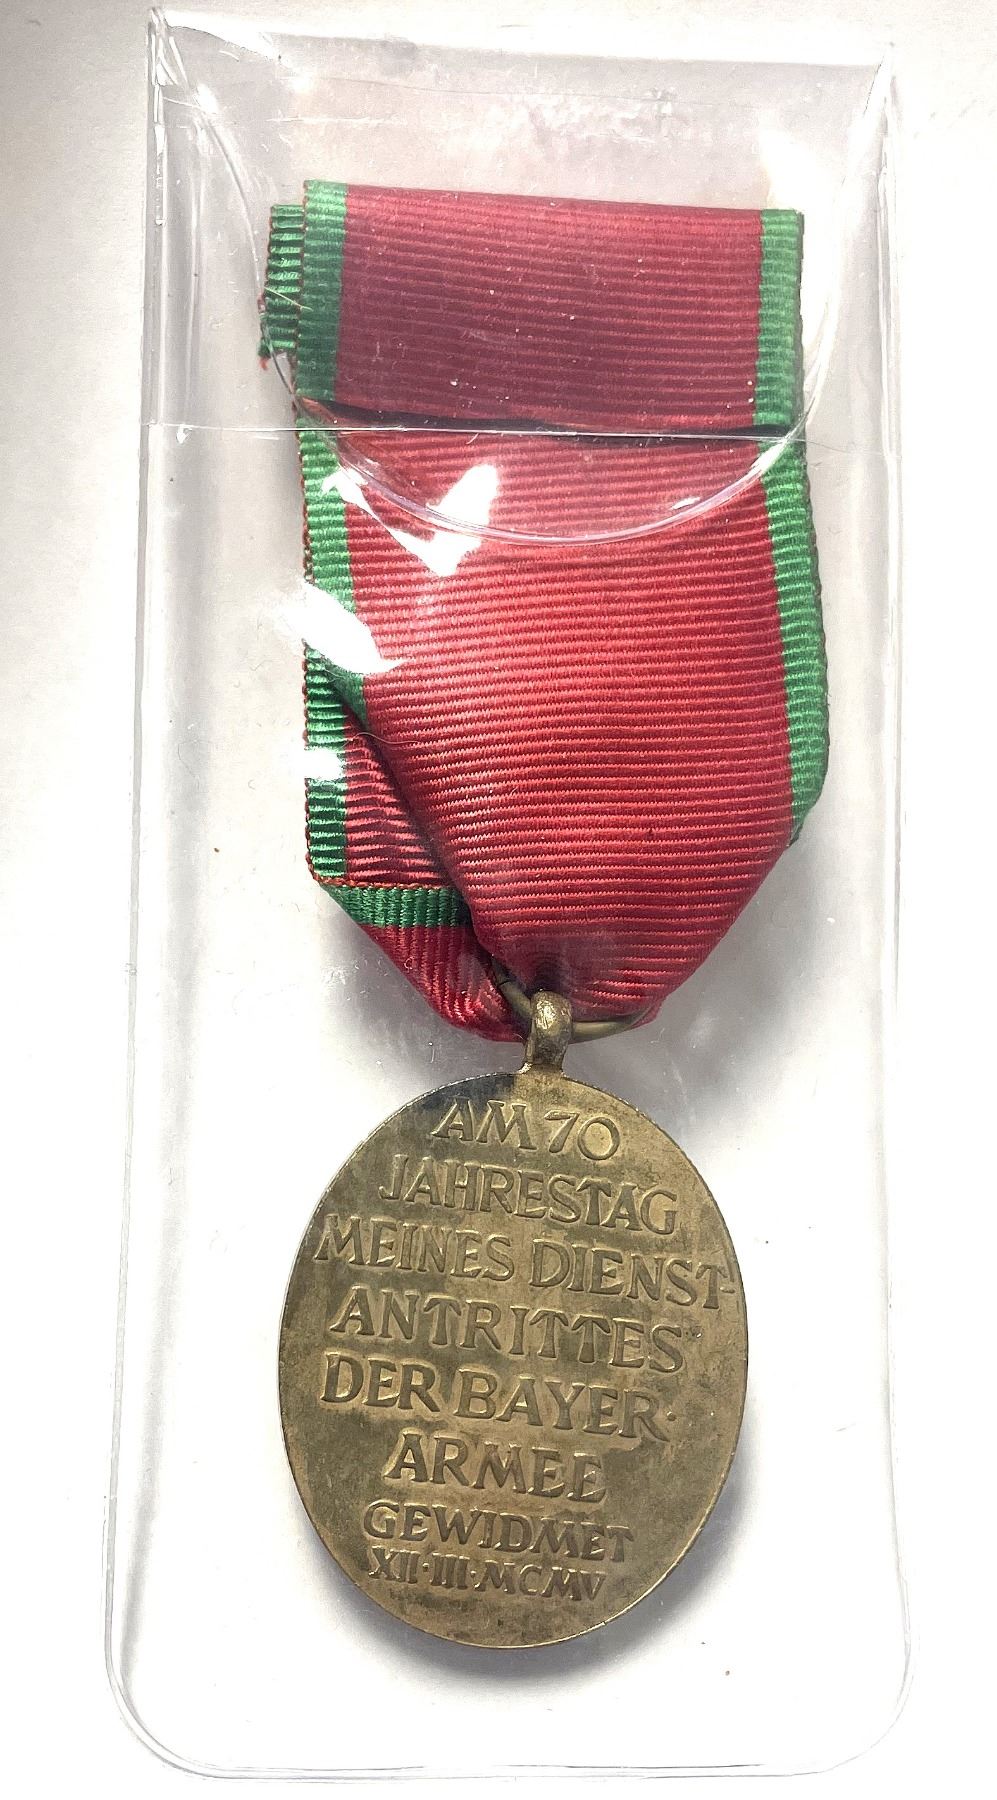 AM 70
JAHRESTAG
MEINES DIENST-
ANTRITTES
DER BAYER·
ARMEE
GEWIDMET
XII·III·MCMV